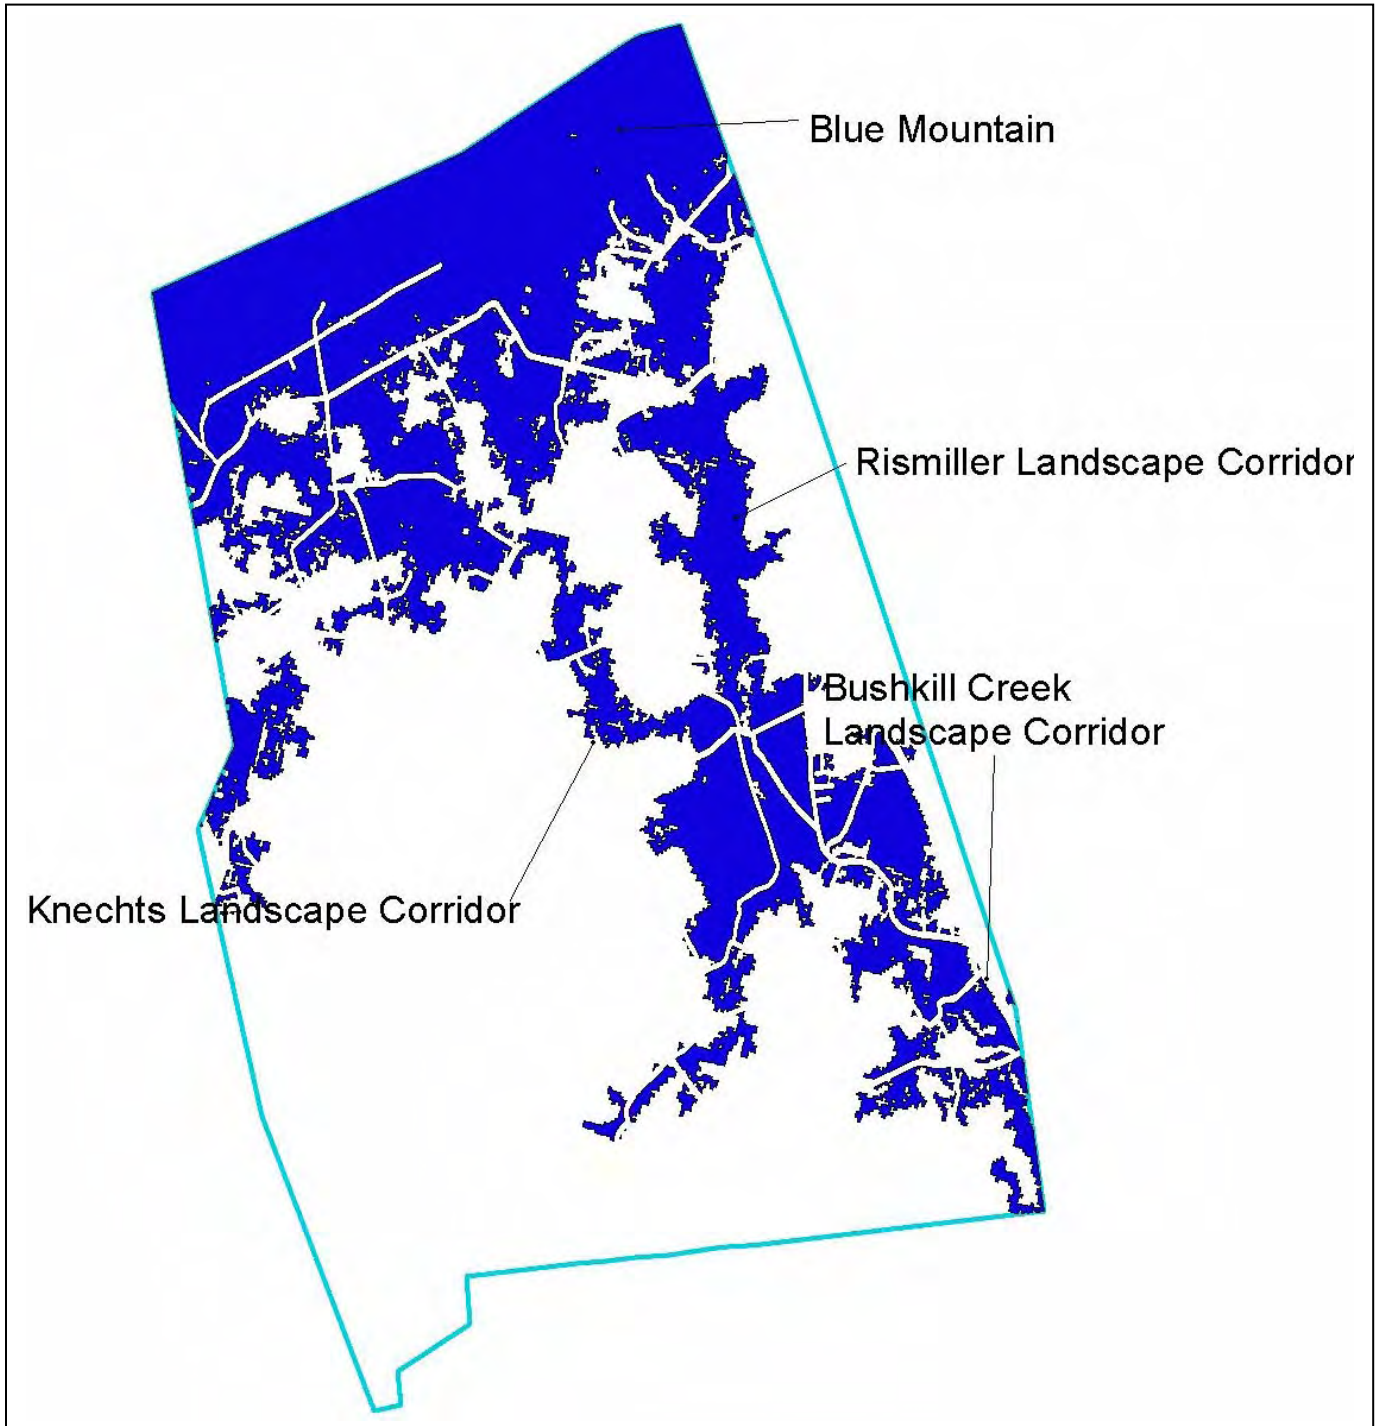 Blue Mountain
Rismiller Landscape Corridor
Bushkill Creek
Landscape Corridor
Knechts Landscape Corridor